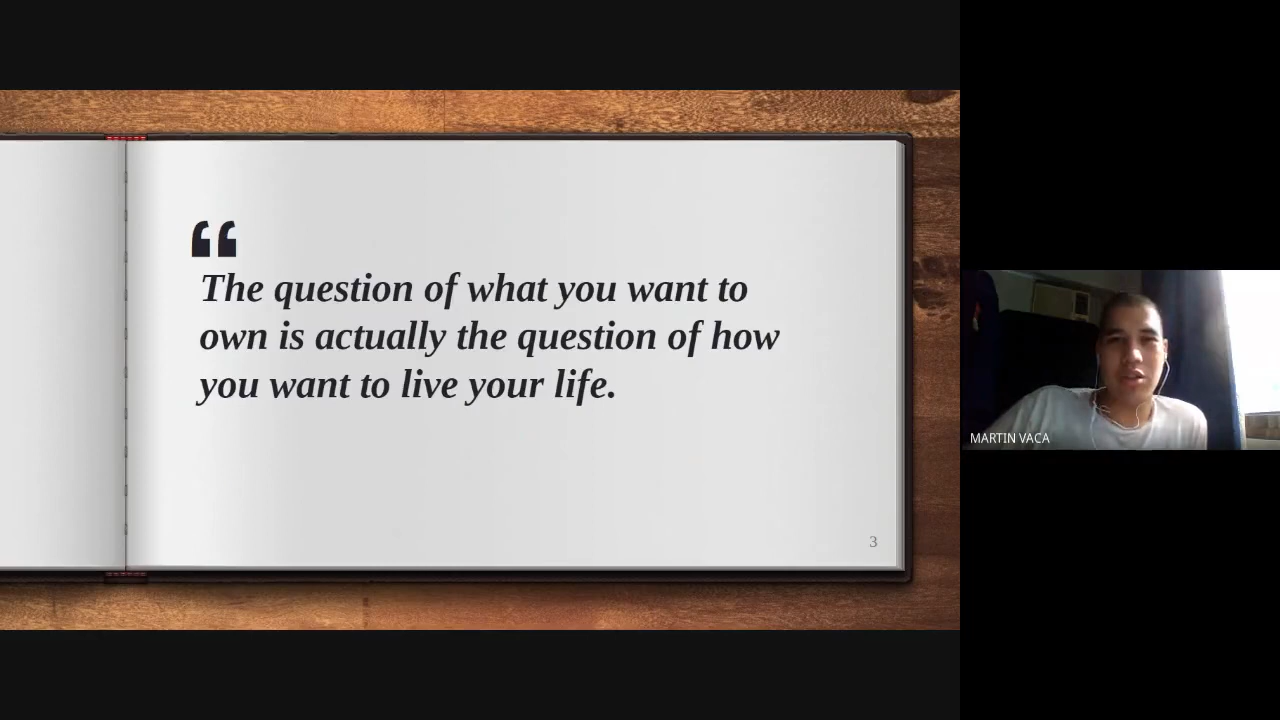 “
The question of what you want to
own is actually the question of how
you want to live your life.
3
MARTIN VACA